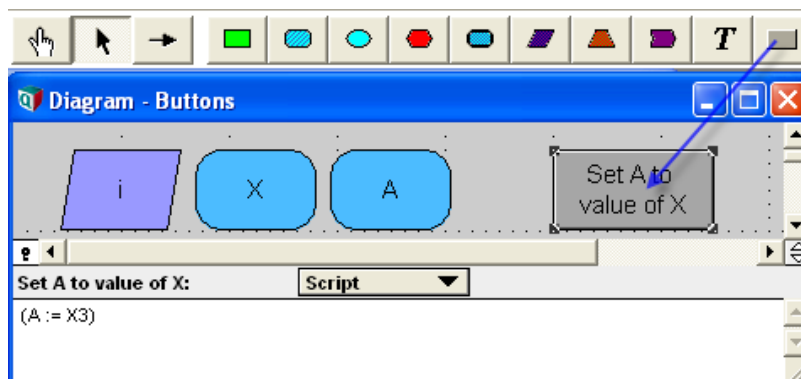 T
Diagram - Buttons
i
X
A
Set A to
value of X
Set A to value of X:
Script
(A := X3)